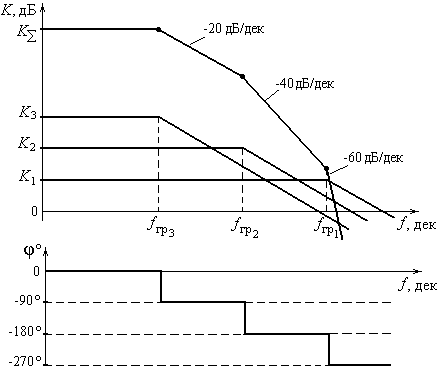 K, дБ
K∑
-20 дБ/дек
-40дБ/дек
K3
K2
-60 дБ/дек
K1
0
fгр3
fгр2
fгр1
f, дек
φ°
0
f, дек
-90°
-180°
-270°